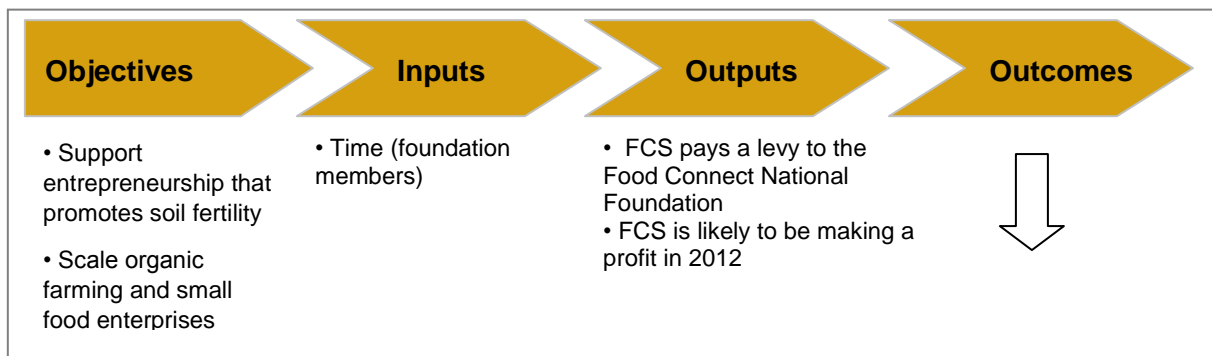 Objectives
Inputs
Outputs
Outcomes
• Support
entrepreneurship that
promotes soil fertility
• Scale organic
farming and small
food enterprises
• Time (foundation
members)
• FCS pays a levy to the
Food Connect National
Foundation
• FCS is likely to be making a
profit in 2012